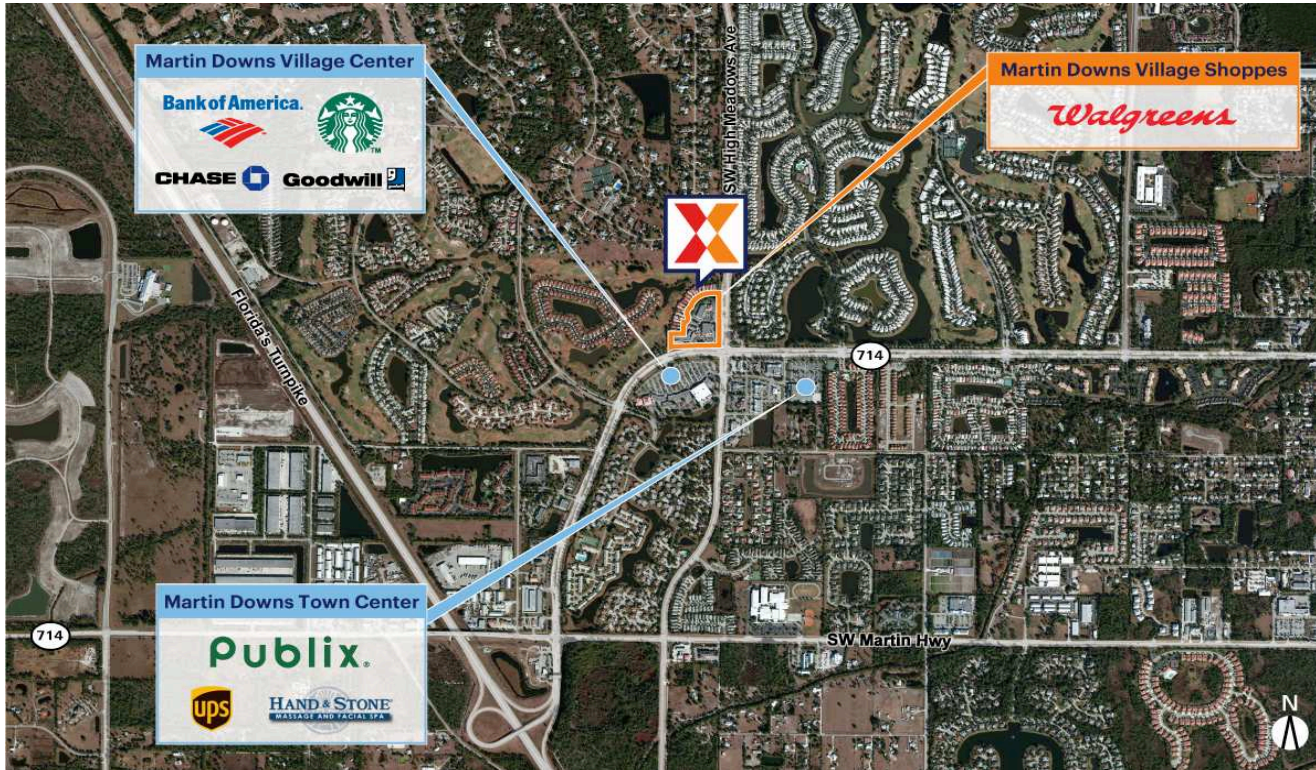 Martin Downs Village Center
Bank of America.
TM
CHASE Goodwill
SW High Meadows Ave
Martin Downs Village Shoppes
Walgreens
Florida's Turnpike
714
Martin Downs Town Center
Publix.
ups HAND & STONE
MASSAGE AND FACIAL SPA
714
SW Martin Hwy
N